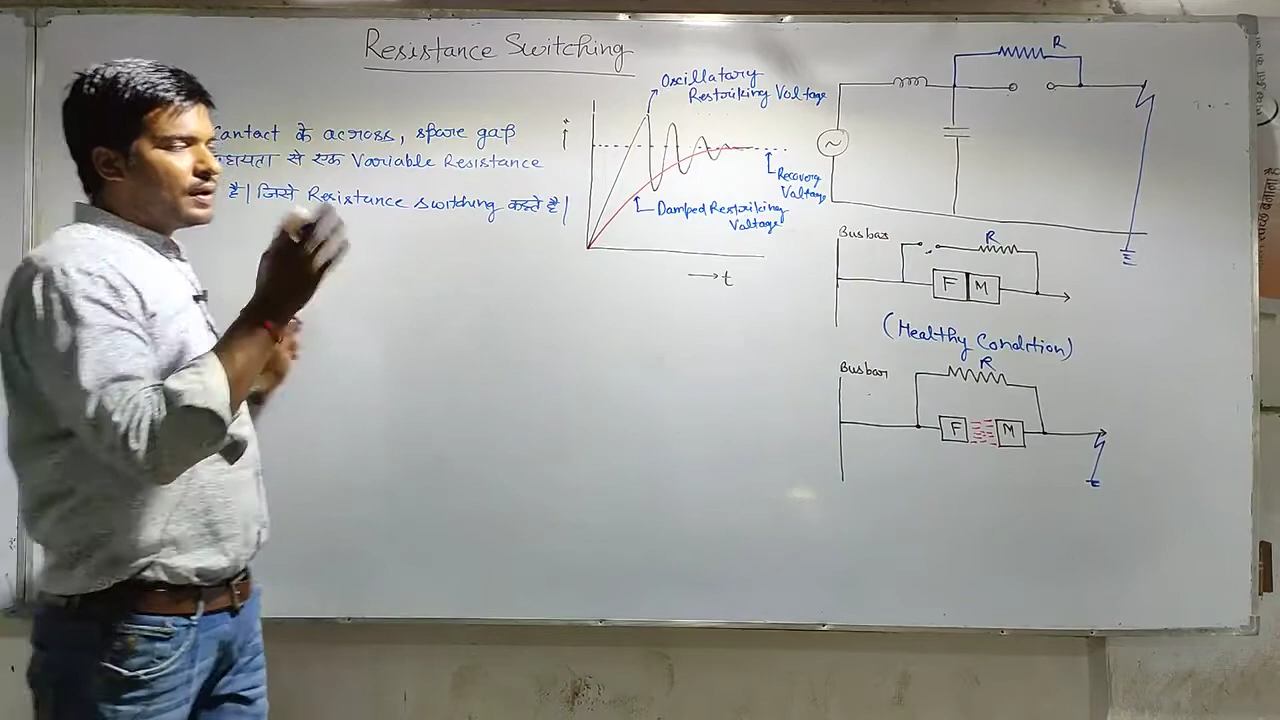 Resistance Switching
Contact के across, spare gap
सहायता से एक Variable Resistance
है। जिसे Resistance switching कहते है।
Oscillatary
Restriking Voltage
Recovery
Voltage
Damped Restriking
Voltage
t
R
~
Busbar
R
F M
(Healthy Condition)
Busbar
R
F M